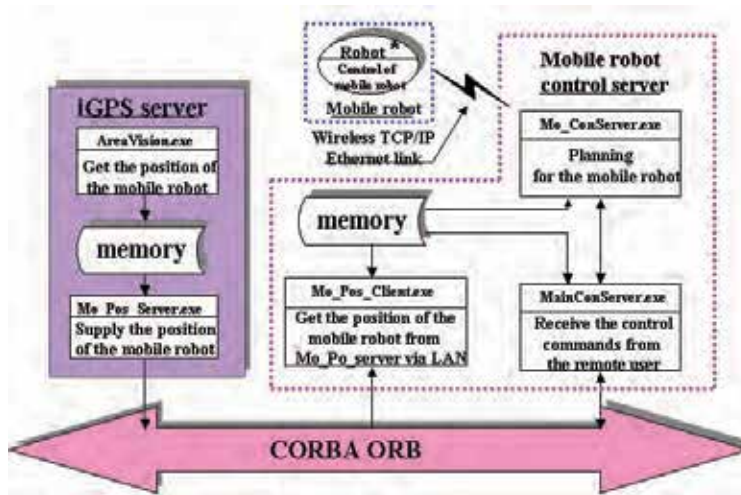 iGPS server
AreaVision.exe
Get the position of
the mobile robot
memory
Mo_Pos_Server.exe
Supply the position
of the mobile robot
Robot *
Control of
mobile robot
Mobile robot
Wireless TCP/IP
Ethernet link
Mobile robot
control server
Mo_ConServer.exe
Planning
for the mobile robot
memory
Mo_Pos_Client.exe
Get the position of the
mobile robot from
Mo_Po_server via LAN
MainConServer.exe
Receive the control
commands from
the remote user
CORBA ORB